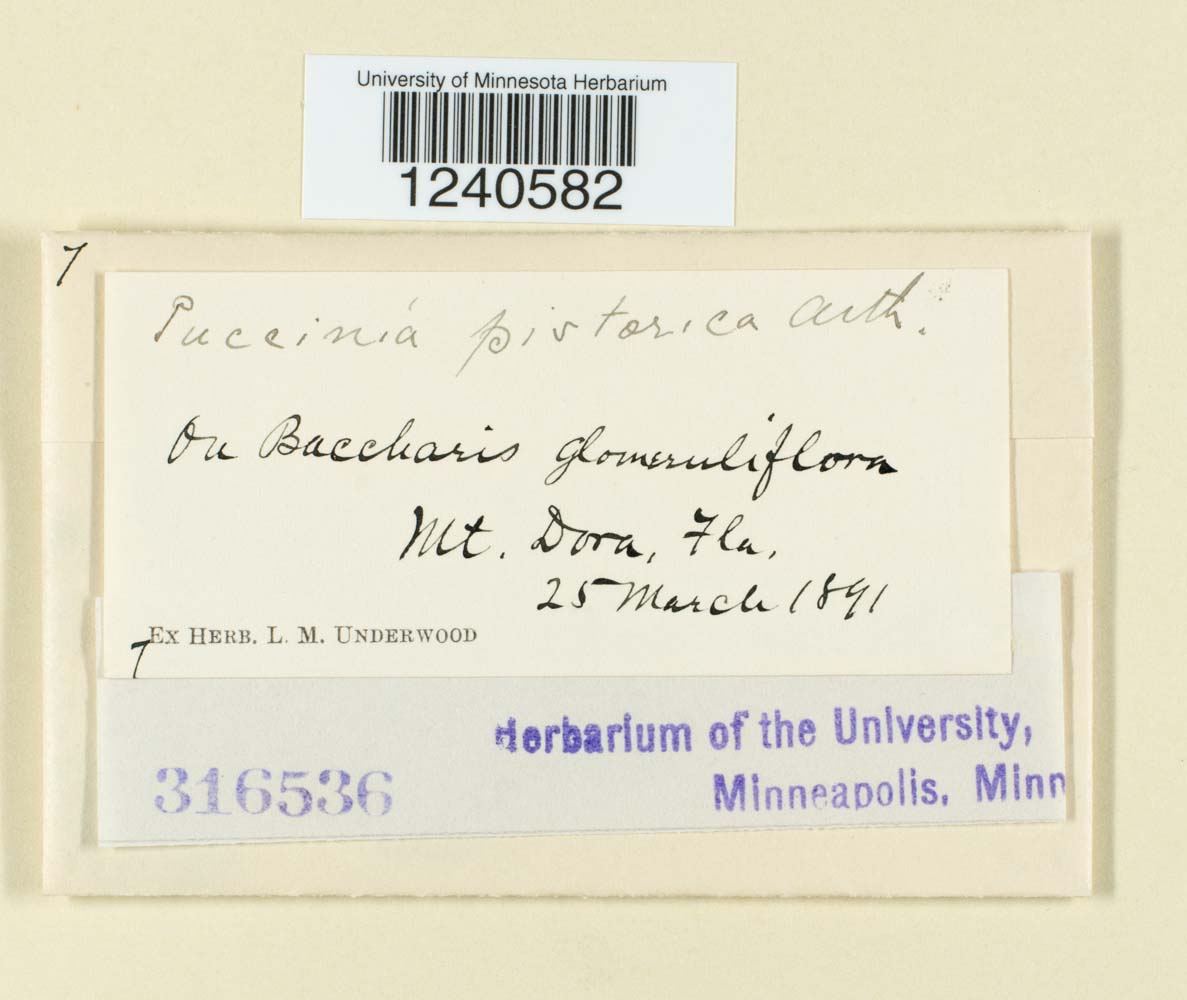 University of Minnesota Herbarium
1240582
7
Puccinia pistorica Arth.
On Baccharis glomeruliflora
Mt. Dora, Fla.
25 March 1891
Ex Herb. L. M. Underwood
7
Herbarium of the University,
316536
Minneapolis, Minn